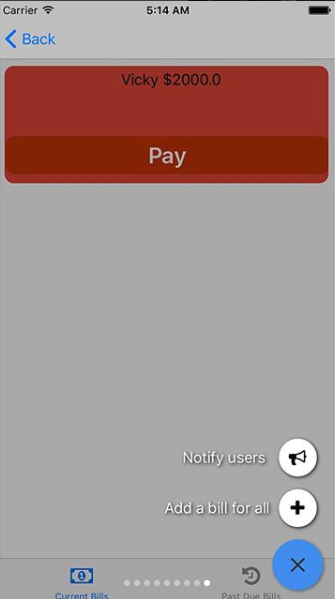 Carrier 5:14 AM
Back
Vicky $2000.0
Pay
Notify users
Add a bill for all
Current Bills
Past Due Bills